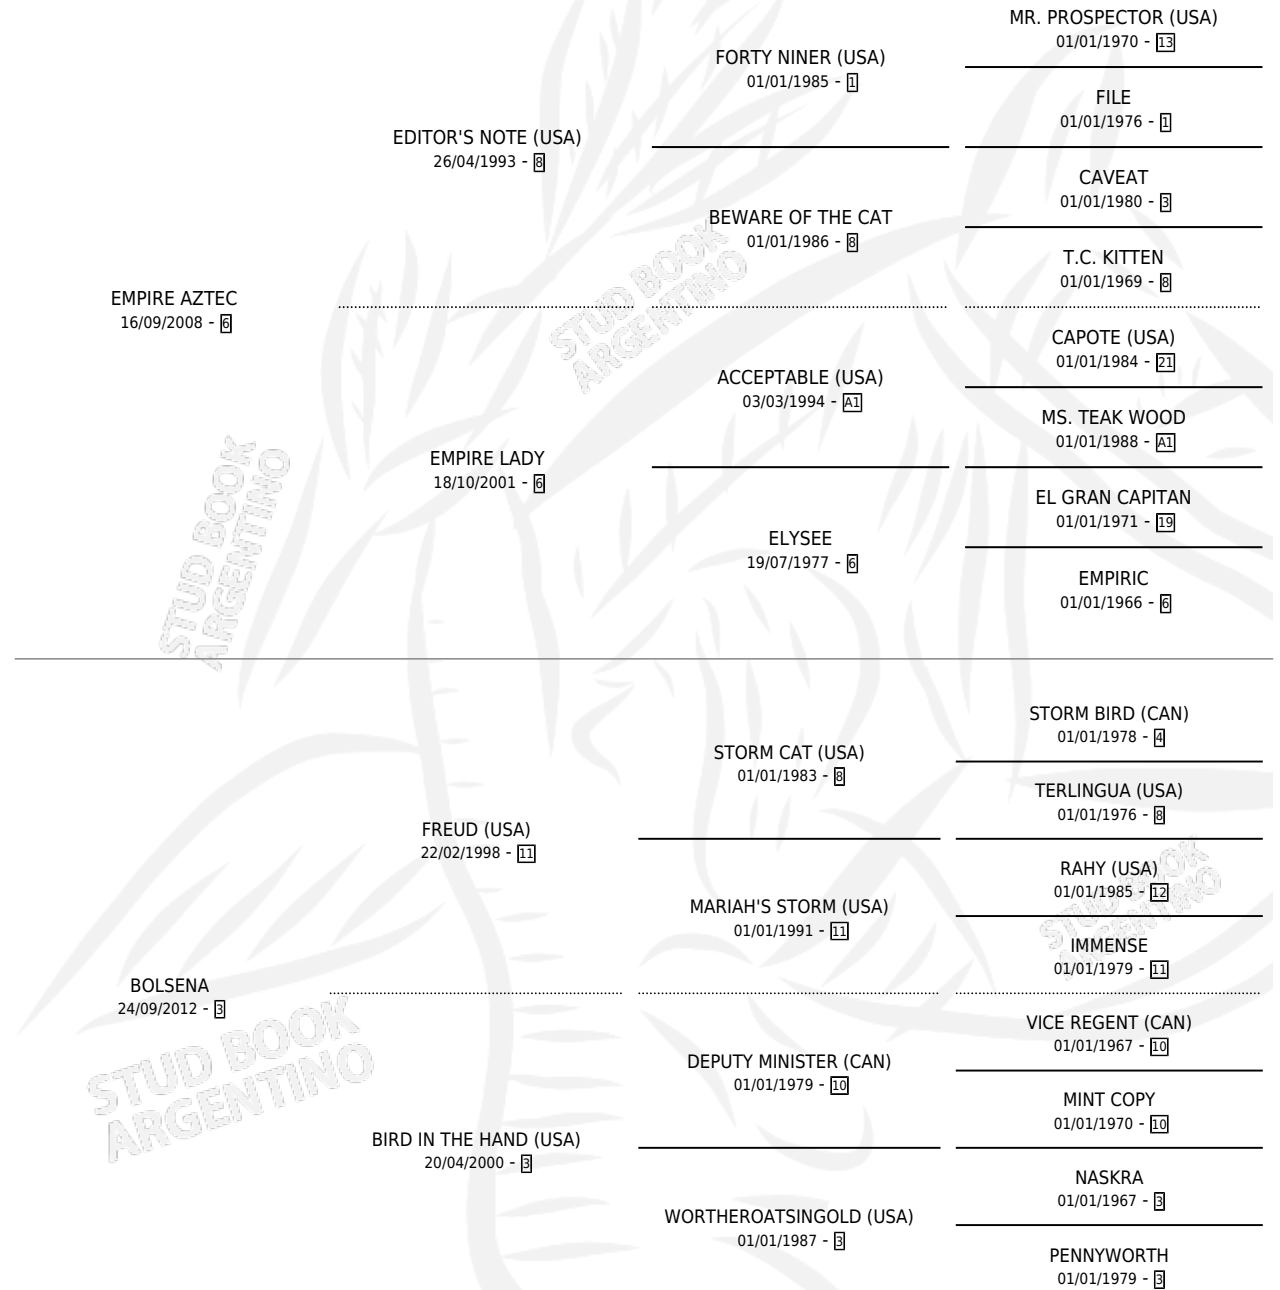 MR. PROSPECTOR (USA)
01/01/1970 - 13
FORTY NINER (USA)
01/01/1985 - 1
FILE
01/01/1976 - 1
EDITOR'S NOTE (USA)
26/04/1993 - 8
CAVEAT
01/01/1980 - 3
BEWARE OF THE CAT
01/01/1986 - 8
T.C. KITTEN
01/01/1969 - 8
EMPIRE AZTEC
16/09/2008 - 6
STUD BOOK
ARGENTINO
CAPOTE (USA)
01/01/1984 - 21
ACCEPTABLE (USA)
03/03/1994 - A1
MS. TEAK WOOD
01/01/1988 - A1
EMPIRE LADY
18/10/2001 - 6
EL GRAN CAPITAN
01/01/1971 - 19
ELYSEE
19/07/1977 - 6
EMPIRIC
01/01/1966 - 6
STUD BOOK
ARGENTINO
STORM BIRD (CAN)
01/01/1978 - 4
STORM CAT (USA)
01/01/1983 - 8
TERLINGUA (USA)
01/01/1976 - 8
FREUD (USA)
22/02/1998 - 11
RAHY (USA)
01/01/1985 - 12
MARIAH'S STORM (USA)
01/01/1991 - 11
STUD BOOK
ARGENTINO
IMMENSE
01/01/1979 - 11
BOLSENA
24/09/2012 - 3
VICE REGENT (CAN)
01/01/1967 - 10
STUD BOOK
ARGENTINO
DEPUTY MINISTER (CAN)
01/01/1979 - 10
MINT COPY
01/01/1970 - 10
BIRD IN THE HAND (USA)
20/04/2000 - 3
NASKRA
01/01/1967 - 3
WORTHEROATSINGOLD (USA)
01/01/1987 - 3
PENNYWORTH
01/01/1979 - 3